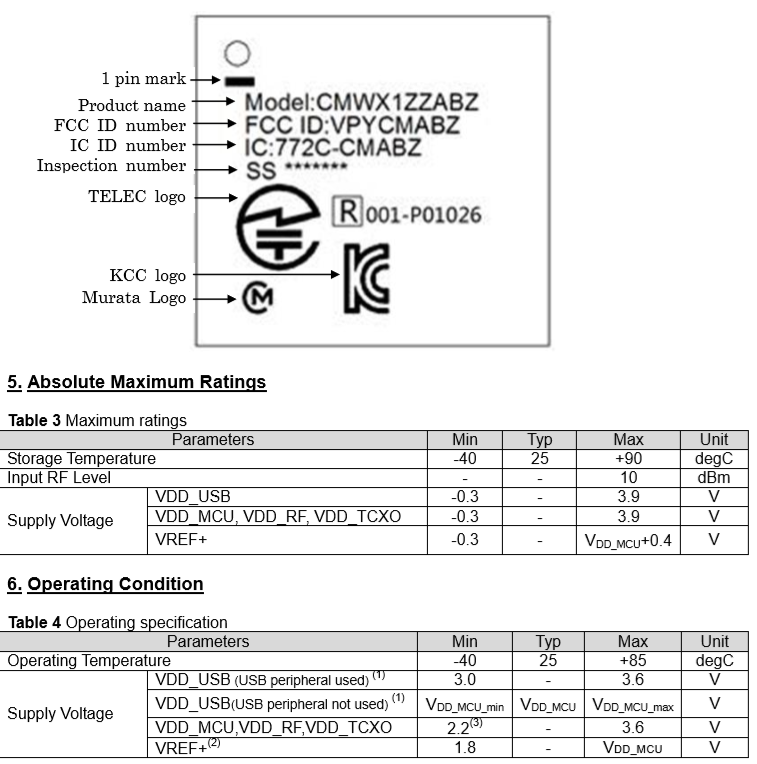 1 pin mark
Product name Model:CMWX1ZZABZ
FCC ID number FCC ID:VPYCMABZ
IC ID number IC:772C-CMABZ
Inspection number SS *******
TELEC logo R 001-P01026
KCC logo
Murata Logo
5. Absolute Maximum Ratings
Table 3 Maximum ratings
Parameters Min Typ Max Unit
Storage Temperature -40 25 +90 degC
Input RF Level - - 10 dBm
Supply Voltage VDD_USB -0.3 - 3.9 V
VDD_MCU, VDD_RF, VDD_TCXO -0.3 - 3.9 V
VREF+ -0.3 - VDD_MCU+0.4 V
6. Operating Condition
Table 4 Operating specification
Parameters Min Typ Max Unit
Operating Temperature -40 25 +85 degC
Supply Voltage VDD_USB (USB peripheral used) (1) 3.0 - 3.6 V
VDD_USB(USB peripheral not used) (1) VDD_MCU_min VDD_MCU VDD_MCU_max V
VDD_MCU,VDD_RF,VDD_TCXO 2.2(3) - 3.6 V
VREF+(2) 1.8 - VDD_MCU V